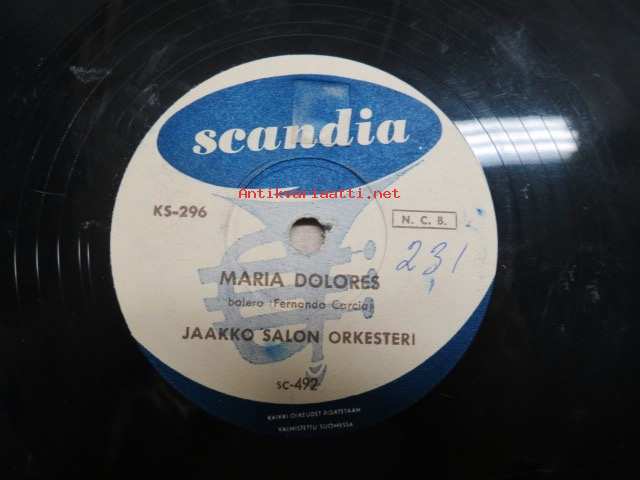 scandia
Antikvariaatti.net
KS-296
N. C. B.
231
MARIA DOLORES
bolero (Fernando Garcia)
JAAKKO SALON ORKESTERI
SC-492
KAIKKI OIKEUDET PIDÄTETÄÄN
VALMISTETTU SUOMESSA